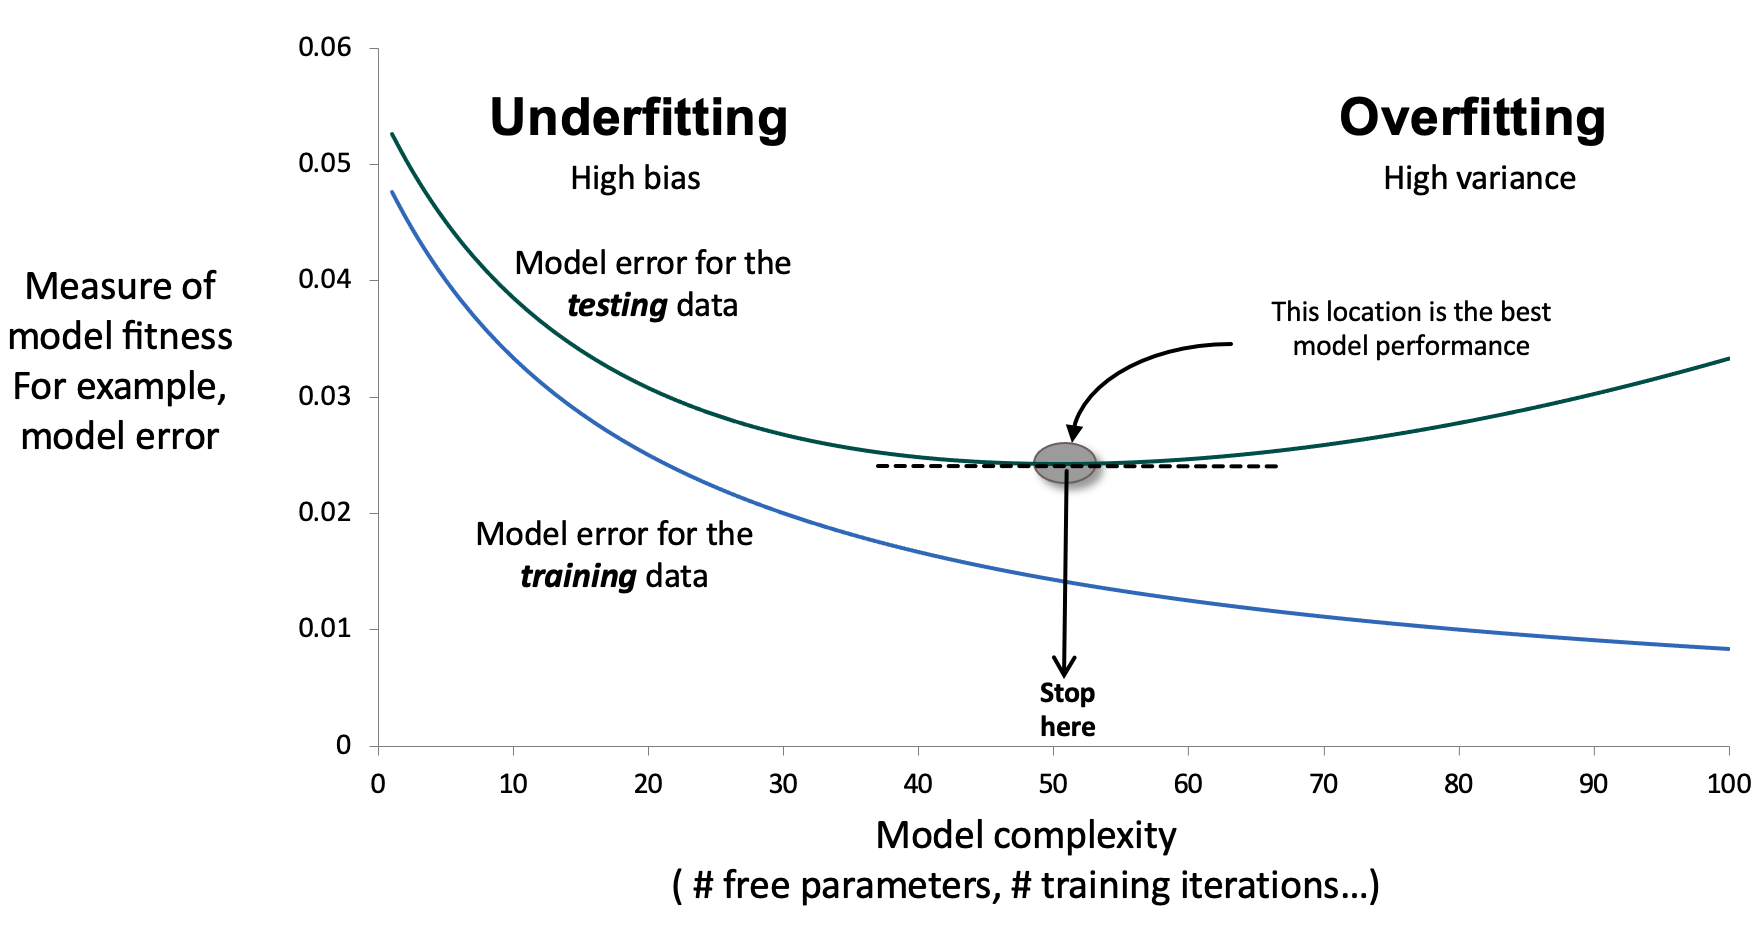 0.06
Underfitting
Overfitting
0.05
High bias
High variance
Model error for the
testing data
0.04
Measure of
model fitness
For example,
model error
This location is the best
model performance
0.03
0.02
Model error for the
training data
0.01
Stop
here
0
0 10 20 30 40 50 60 70 80 90 100
Model complexity
( # free parameters, # training iterations...)